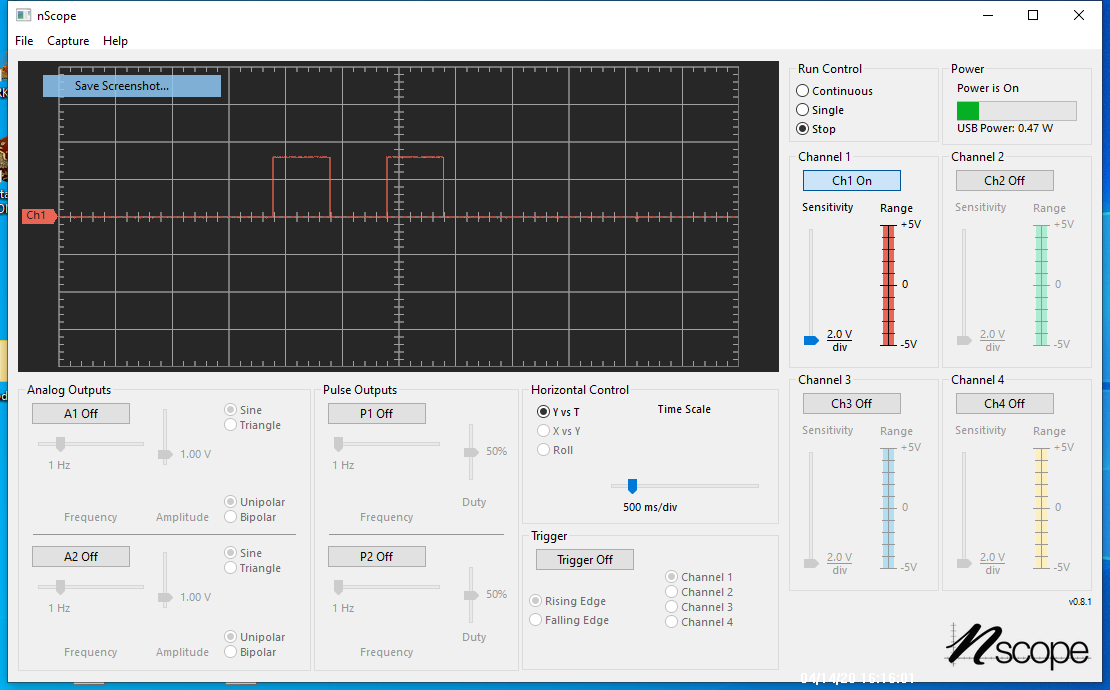 nScope
File Capture Help
Save Screenshot...
Ch1
Run Control
Continuous
Single
Stop
Power
Power is On
USB Power: 0.47 W
Channel 1
Ch1 On
Sensitivity Range
+5V
0
2.0 V
div
-5V
Channel 2
Ch2 Off
Sensitivity Range
+5V
0
2.0 V
div
-5V
Analog Outputs
A1 Off
Sine
Triangle
1.00 V
1 Hz
Unipolar
Bipolar
Frequency Amplitude
A2 Off
Sine
Triangle
1.00 V
1 Hz
Unipolar
Bipolar
Frequency Amplitude
Pulse Outputs
P1 Off
50%
1 Hz
Duty
Frequency
P2 Off
50%
1 Hz
Duty
Frequency
Horizontal Control
Y vs T
X vs Y
Roll
Time Scale
500 ms/div
Trigger
Trigger Off
Rising Edge
Falling Edge
Channel 1
Channel 2
Channel 3
Channel 4
Channel 3
Ch3 Off
Sensitivity Range
+5V
0
2.0 V
div
-5V
Channel 4
Ch4 Off
Sensitivity Range
+5V
0
2.0 V
div
-5V
v0.8.1
nscope
04/14/20 16:16:01